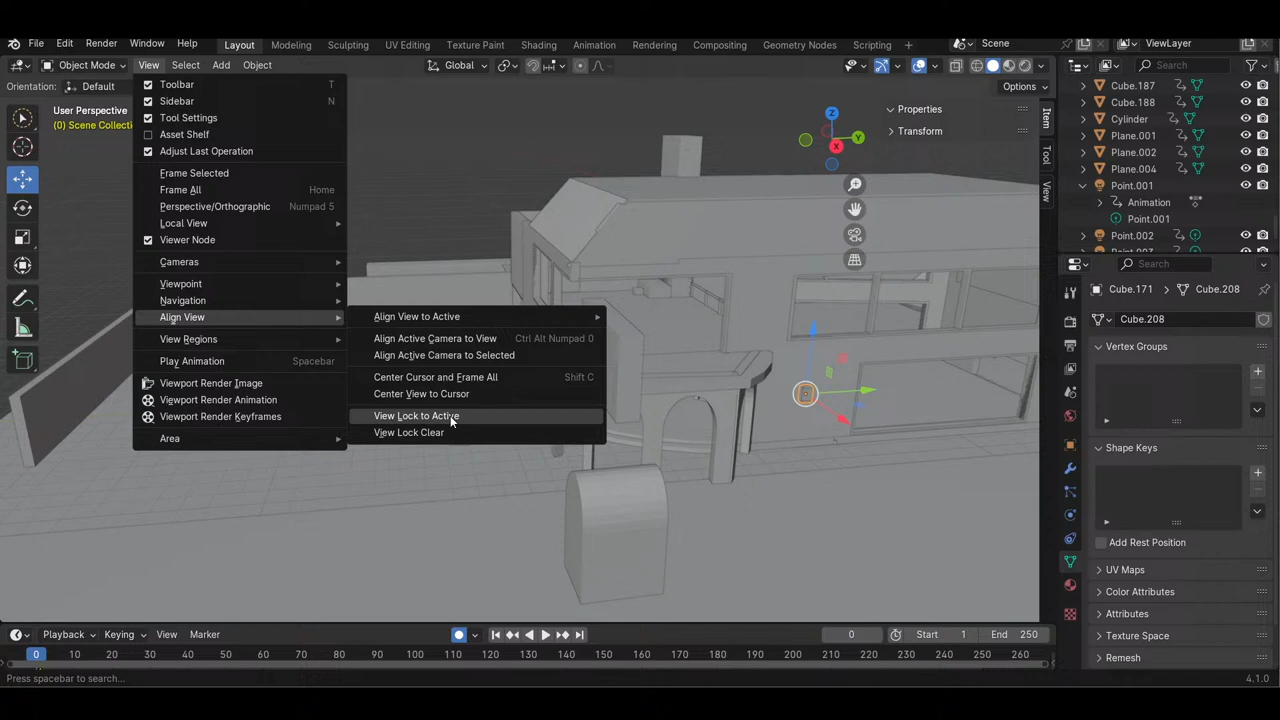 File Edit Render Window Help Layout Modeling Sculpting UV Editing Texture Paint Shading Animation Rendering Compositing Geometry Nodes Scripting + Scene ViewLayer
Object Mode View Select Add Object Global Search
Orientation: Default Options
User Perspective
(0) Scene Collecti
Toolbar T
Sidebar N
Tool Settings
Asset Shelf
Adjust Last Operation
Frame Selected
Frame All Home
Perspective/Orthographic Numpad 5
Local View
Viewer Node
Cameras
Viewpoint
Navigation
Align View
View Regions
Play Animation Spacebar
Viewport Render Image
Viewport Render Animation
Viewport Render Keyframes
Area
Align View to Active
Align Active Camera to View Ctrl Alt Numpad 0
Align Active Camera to Selected
Center Cursor and Frame All Shift C
Center View to Cursor
View Lock to Active
View Lock Clear
Z
Y
X
Properties
Transform
Item
Tool
View
Cube.187
Cube.188
Cylinder
Plane.001
Plane.002
Plane.004
Point.001
Animation
Point.001
Point.002
Search
Cube.171 Cube.208
Cube.208
Vertex Groups
Shape Keys
Add Rest Position
UV Maps
Color Attributes
Attributes
Texture Space
Remesh
Playback Keying View Marker 0 Start 1 End 250
0 10 20 30 40 50 60 70 80 90 100 110 120 130 140 150 160 170 180 190 200 210 220 230 240 250 260
Press spacebar to search... 4.1.0